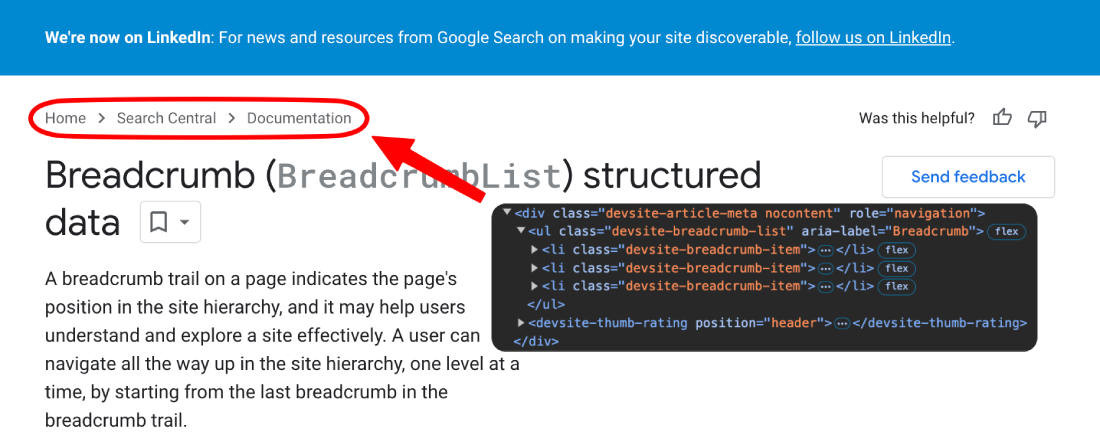 We're now on LinkedIn: For news and resources from Google Search on making your site discoverable, follow us on LinkedIn.
Home > Search Central > Documentation
Was this helpful?
Breadcrumb (BreadcrumbList) structured
data
Send feedback
<div class="devsite-article-meta nocontent" role="navigation">
<ul class="devsite-breadcrumb-list" aria-label="Breadcrumb"> flex
<li class="devsite-breadcrumb-item">…</li> flex
<li class="devsite-breadcrumb-item">…</li> flex
<li class="devsite-breadcrumb-item">…</li> flex
</ul>
<devsite-thumb-rating position="header">…</devsite-thumb-rating>
</div>
A breadcrumb trail on a page indicates the page's
position in the site hierarchy, and it may help users
understand and explore a site effectively. A user can
navigate all the way up in the site hierarchy, one level at a
time, by starting from the last breadcrumb in the
breadcrumb trail.